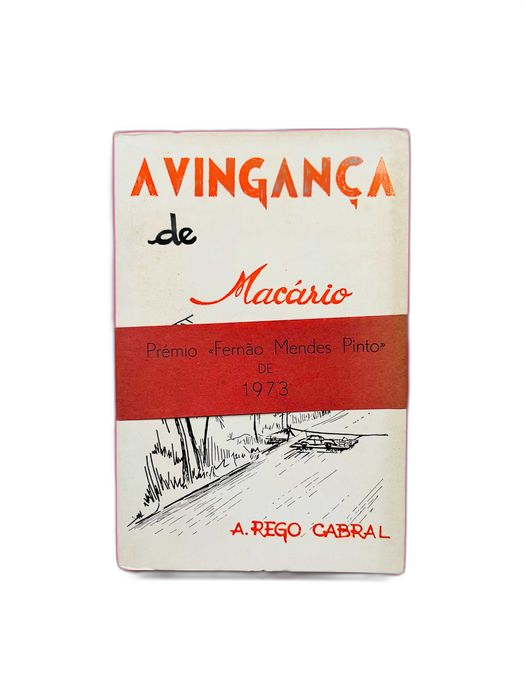 A VINGANÇA
de
Macário
Prémio «Fernão Mendes Pinto»
DE
1973
A. REGO CABRAL